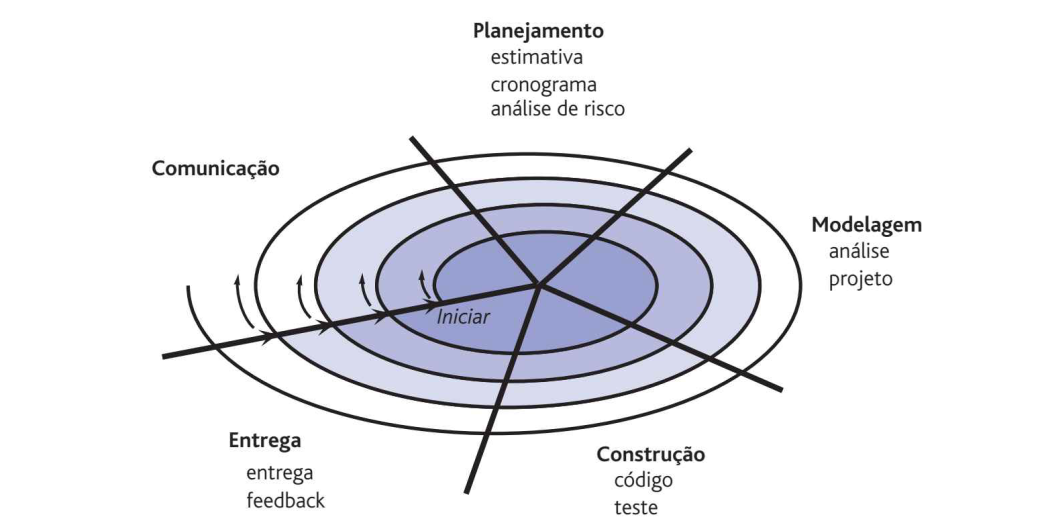 Planejamento
estimativa
cronograma
análise de risco
Comunicação
Modelagem
análise
projeto
Iniciar
Entrega
entrega
feedback
Construção
código
teste